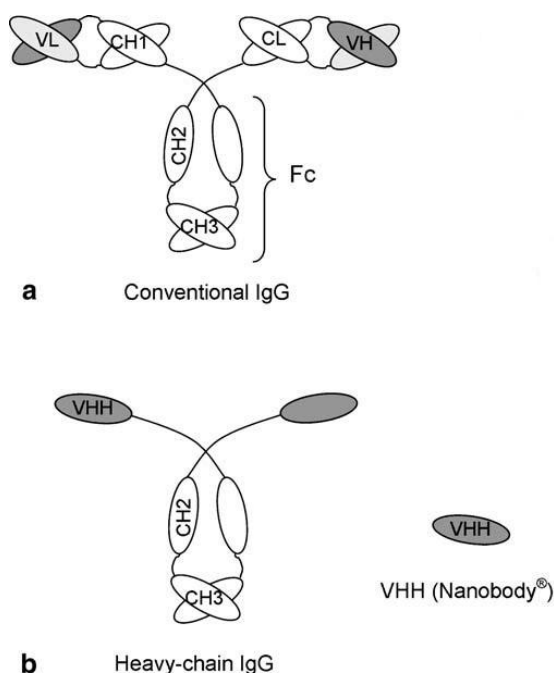 VL
CH1
CL
VH
CH2
Fc
CH3
a
Conventional IgG
VHH
CH2
CH3
VHH
VHH (Nanobody®)
b
Heavy-chain IgG